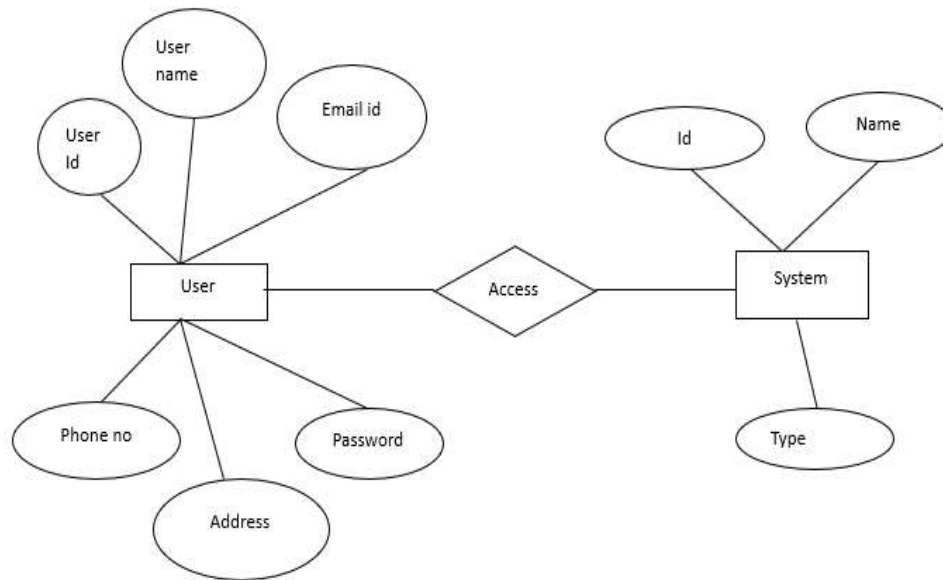 User
name
Email id
User
Id
Id
Name
User
Access
System
Phone no
Password
Type
Address